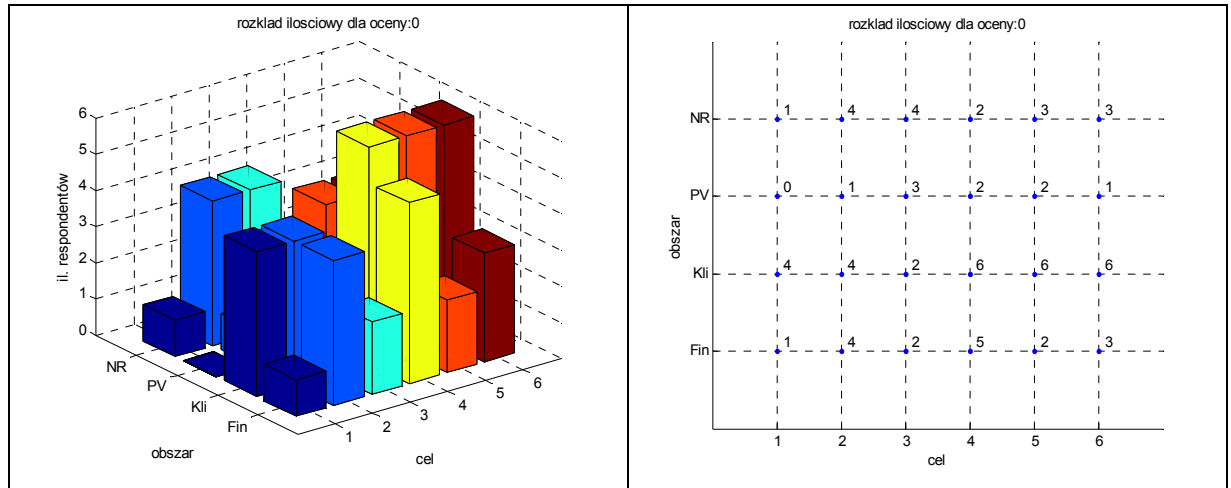 rozklad ilosciowy dla oceny:0
il. respondentów
6
5
4
3
2
1
0
NR
PV
Kli
Fin
obszar
1
2
3
4
5
6
cel
rozklad ilosciowy dla oceny:0
obszar
NR
1 4 4 2 3 3
PV
0 1 3 2 2 1
Kli
4 4 2 6 6 6
Fin
1 4 2 5 2 3
1 2 3 4 5 6
cel